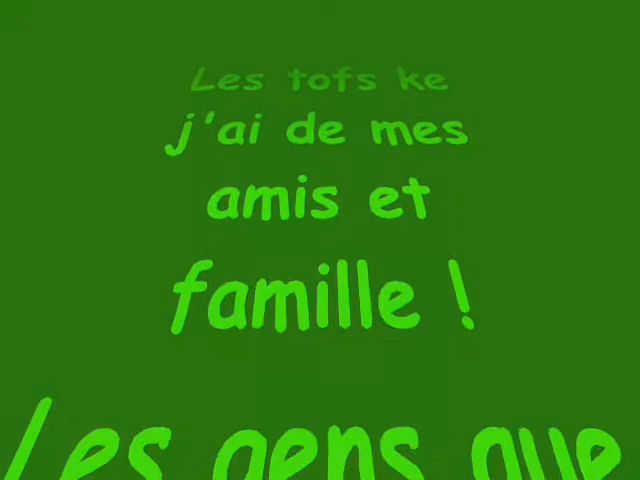 Les tofs ke
j'ai de mes
amis et
famille !
Les gens que